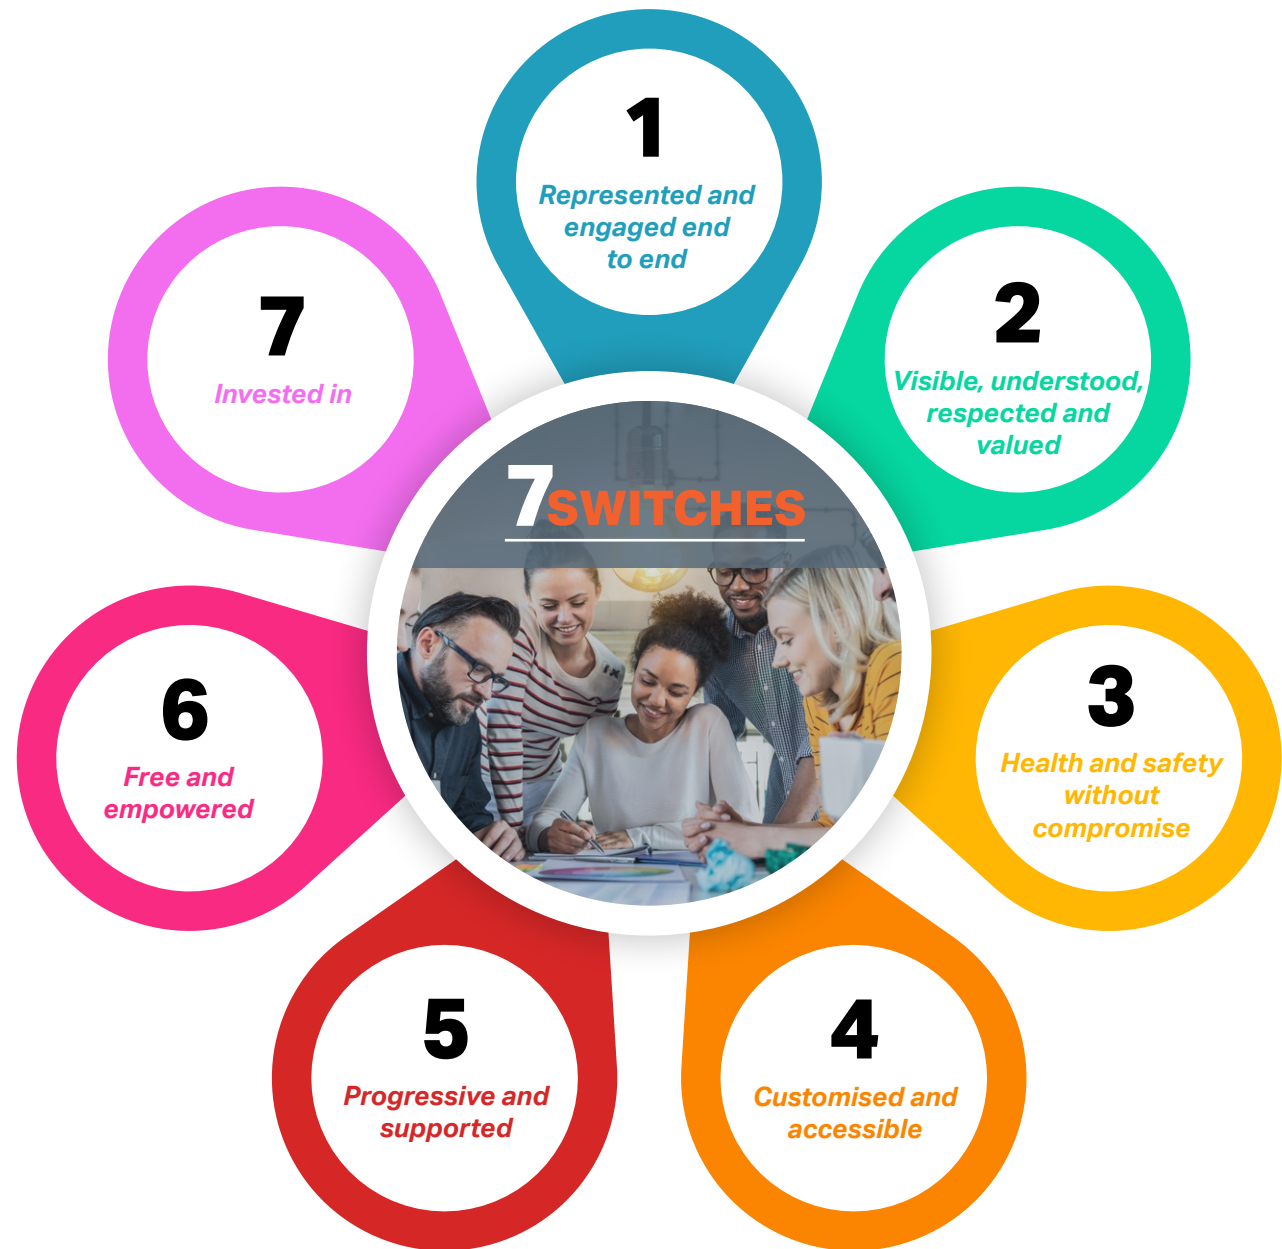 1
Represented and
engaged end
to end
2
Visible, understood,
respected and
valued
3
Health and safety
without
compromise
4
Customised and
accessible
5
Progressive and
supported
6
Free and
empowered
7
Invested in
7SWITCHES